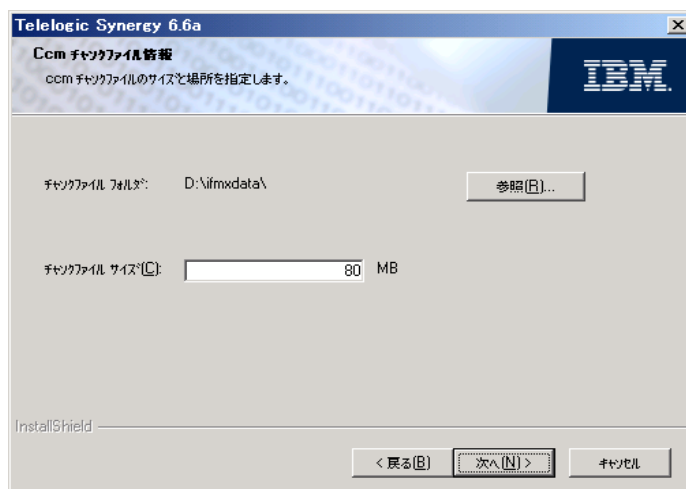 Telelogic Synergy 6.6a
Ccm ﾁｬﾝｸﾌｧｲﾙ情報
ccm ﾁｬﾝｸﾌｧｲﾙのｻｲｽﾞと場所を指定します。
IBM.
ﾁｬﾝｸﾌｧｲﾙ ﾌｫﾙﾀﾞ: D:\ifmxdata\ 参照(R)...
ﾁｬﾝｸﾌｧｲﾙ ｻｲｽﾞ(C): 80 MB
InstallShield
< 戻る(B) 次へ(N) > ｷｬﾝｾﾙ